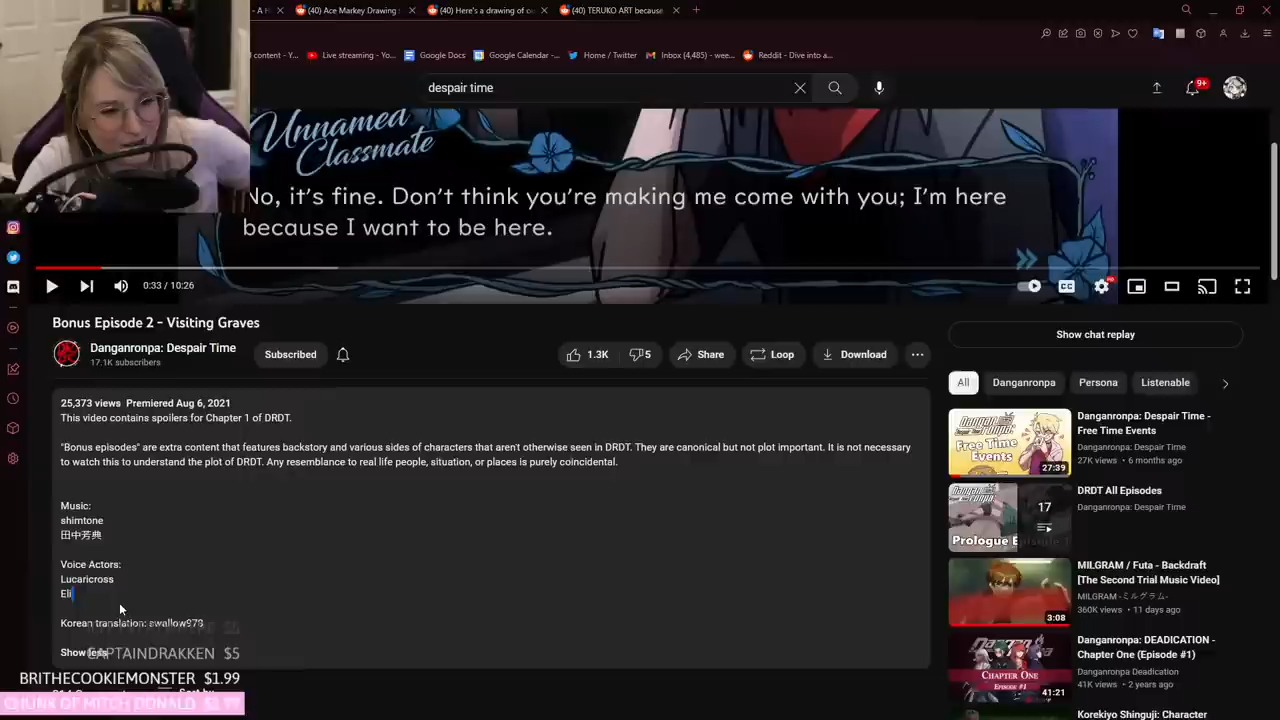 (40) Ace Markey Drawing
(40) Here's a drawing of o
(40) TERUKO ART because
content - Y...
Live streaming - Yo...
Google Docs
Google Calendar -...
Home / Twitter
Inbox (4,485) - wee...
Reddit - Dive into a...
despair time
9+
Unnamed
Classmate
No, it's fine. Don't think you're making me come with you; I'm here
because I want to be here.
0:33 / 10:26
Bonus Episode 2 - Visiting Graves
Danganronpa: Despair Time
17.1K subscribers
Subscribed
1.3K
5
Share
Loop
Download
25,373 views Premiered Aug 6, 2021
This video contains spoilers for Chapter 1 of DRDT.
"Bonus episodes" are extra content that features backstory and various sides of characters that aren't otherwise seen in DRDT. They are canonical but not plot important. It is not necessary
to watch this to understand the plot of DRDT. Any resemblance to real life people, situation, or places is purely coincidental.
Music:
shimtone
田中芳典
Voice Actors:
Lucaricross
Eli
Korean translation: swallow979
Show less
CAPTAINDRAKKEN $5
BRITHECOOKIEMONSTER $1.99
CHUNK OF MITCH DONALD
Show chat replay
All
Danganronpa
Persona
Listenable
Free Time
Events
27:39
Danganronpa: Despair Time -
Free Time Events
Danganronpa: Despair Time
27K views • 6 months ago
17
Prologue
DRDT All Episodes
Danganronpa: Despair Time
3:08
MILGRAM / Futa - Backdraft
[The Second Trial Music Video]
MILGRAM -ミルグラム-
360K views • 11 days ago
CHAPTER ONE
EPISODE #1
41:21
Danganronpa: DEADICATION -
Chapter One (Episode #1)
Danganronpa Deadication
41K views • 2 years ago
Korekiyo Shinguji: Character